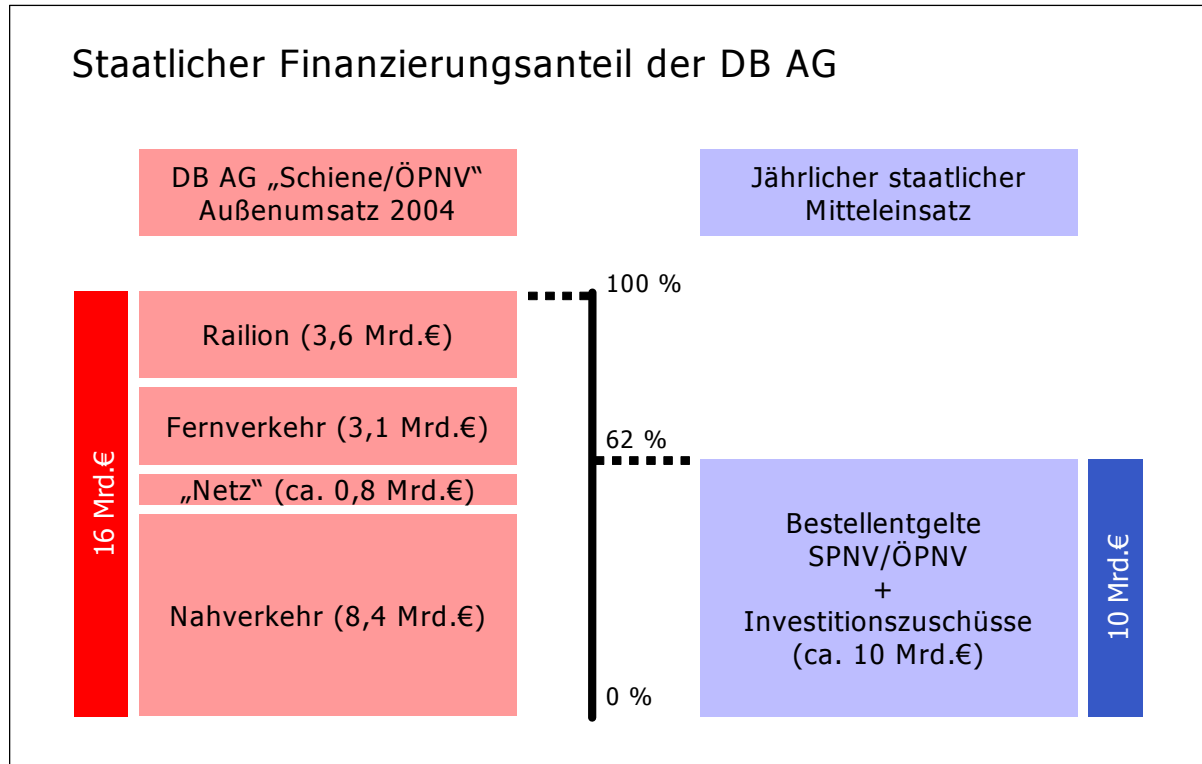 Staatlicher Finanzierungsanteil der DB AG
DB AG „Schiene/ÖPNV“
Außenumsatz 2004
Jährlicher staatlicher
Mitteleinsatz
16 Mrd.€
Railion (3,6 Mrd.€)
Fernverkehr (3,1 Mrd.€)
„Netz“ (ca. 0,8 Mrd.€)
Nahverkehr (8,4 Mrd.€)
100 %
62 %
0 %
Bestellentgelte
SPNV/ÖPNV
+
Investitionszuschüsse
(ca. 10 Mrd.€)
10 Mrd.€